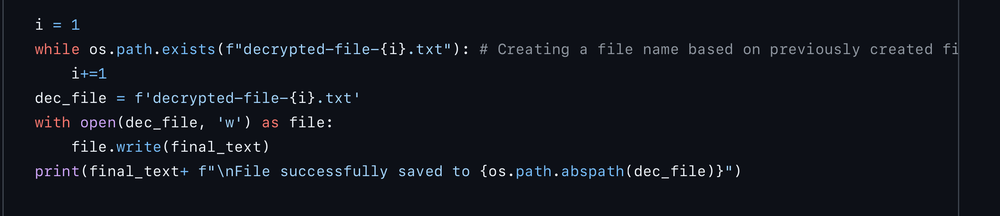 i = 1
while os.path.exists(f"decrypted-file-{i}.txt"): # Creating a file name based on previously created fi
    i+=1
dec_file = f'decrypted-file-{i}.txt'
with open(dec_file, 'w') as file:
    file.write(final_text)
print(final_text+ f"\nFile successfully saved to {os.path.abspath(dec_file)}")